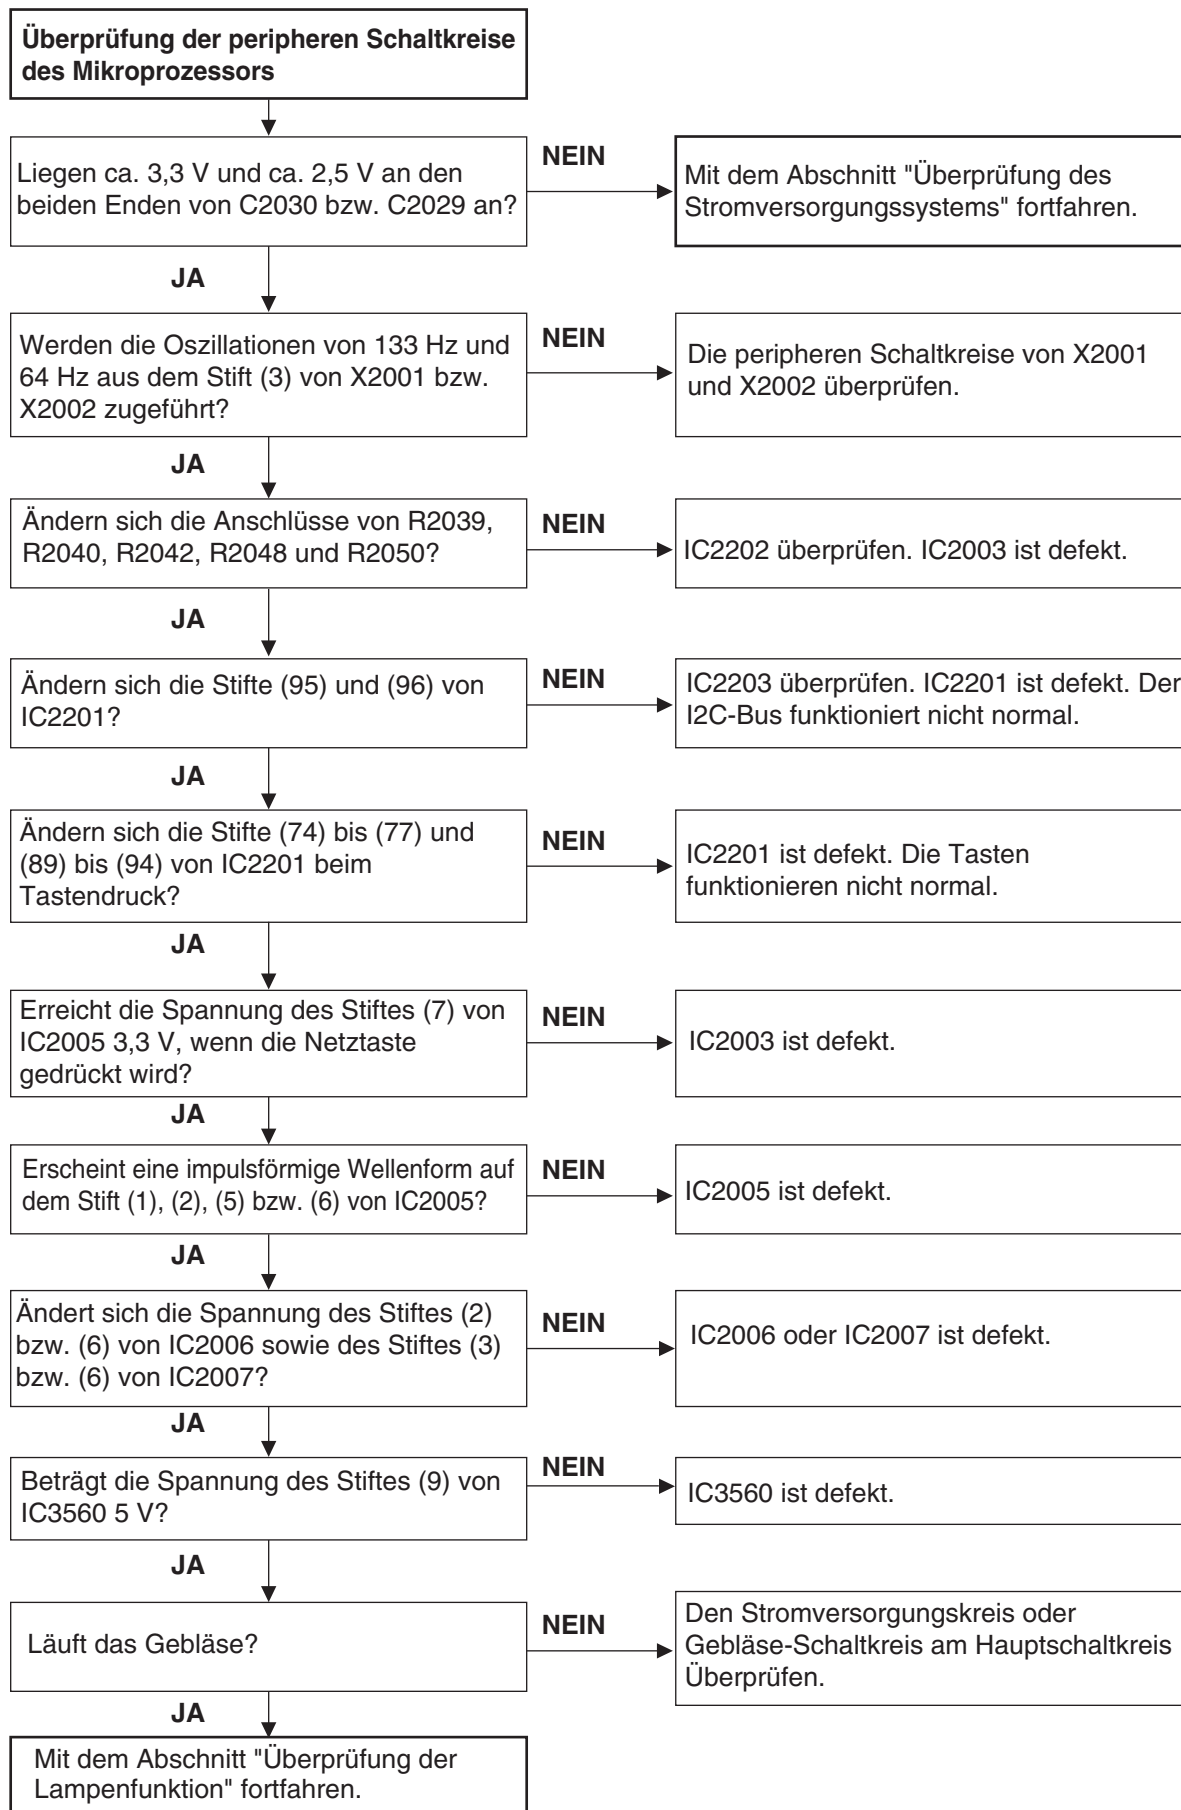 Überprüfung der peripheren Schaltkreise
des Mikroprozessors
Liegen ca. 3,3 V und ca. 2,5 V an den
beiden Enden von C2030 bzw. C2029 an?
NEIN
Mit dem Abschnitt "Überprüfung des
Stromversorgungssystems" fortfahren.
JA
Werden die Oszillationen von 133 Hz und
64 Hz aus dem Stift (3) von X2001 bzw.
X2002 zugeführt?
NEIN
Die peripheren Schaltkreise von X2001
und X2002 überprüfen.
JA
Ändern sich die Anschlüsse von R2039,
R2040, R2042, R2048 und R2050?
NEIN
IC2202 überprüfen. IC2003 ist defekt.
JA
Ändern sich die Stifte (95) und (96) von
IC2201?
NEIN
IC2203 überprüfen. IC2201 ist defekt. Der
I2C-Bus funktioniert nicht normal.
JA
Ändern sich die Stifte (74) bis (77) und
(89) bis (94) von IC2201 beim
Tastendruck?
NEIN
IC2201 ist defekt. Die Tasten
funktionieren nicht normal.
JA
Erreicht die Spannung des Stiftes (7) von
IC2005 3,3 V, wenn die Netztaste
gedrückt wird?
NEIN
IC2003 ist defekt.
JA
Erscheint eine impulsförmige Wellenform auf
dem Stift (1), (2), (5) bzw. (6) von IC2005?
NEIN
IC2005 ist defekt.
JA
Ändert sich die Spannung des Stiftes (2)
bzw. (6) von IC2006 sowie des Stiftes (3)
bzw. (6) von IC2007?
NEIN
IC2006 oder IC2007 ist defekt.
JA
Beträgt die Spannung des Stiftes (9) von
IC3560 5 V?
NEIN
IC3560 ist defekt.
JA
Läuft das Gebläse?
NEIN
Den Stromversorgungskreis oder
Gebläse-Schaltkreis am Hauptschaltkreis
Überprüfen.
JA
Mit dem Abschnitt "Überprüfung der
Lampenfunktion" fortfahren.